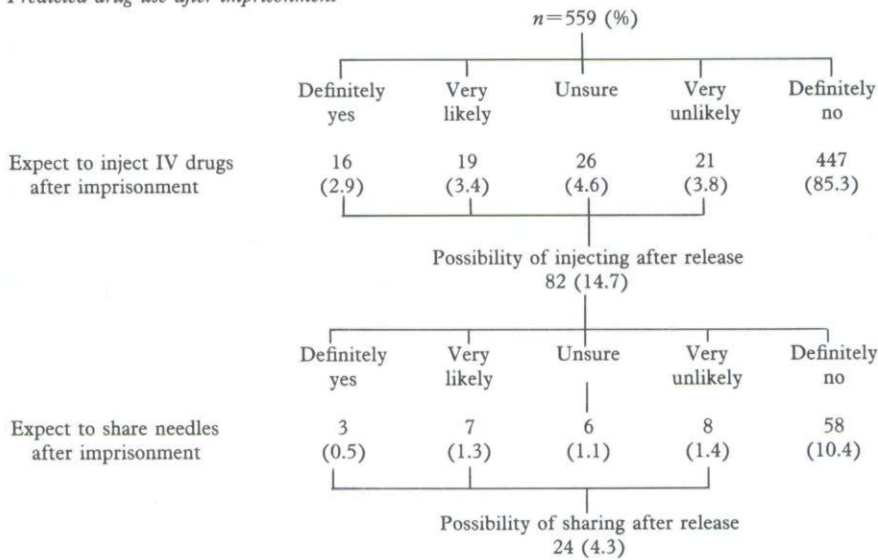 Predicted drug use after imprisonment
n=559 (%)
Definitely Very Unsure Very Definitely
yes likely unlikely no
Expect to inject IV drugs 16 19 26 21 447
after imprisonment (2.9) (3.4) (4.6) (3.8) (85.3)
Possibility of injecting after release
82 (14.7)
Definitely Very Unsure Very Definitely
yes likely unlikely no
Expect to share needles 3 7 6 8 58
after imprisonment (0.5) (1.3) (1.1) (1.4) (10.4)
Possibility of sharing after release
24 (4.3)